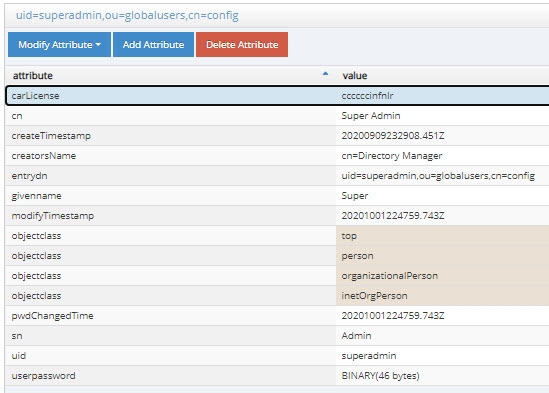 uid=superadmin,ou=globalusers,cn=config
Modify Attribute Add Attribute Delete Attribute
attribute value
carLicense ccccccinfnlr
cn Super Admin
createTimestamp 20200909232908.451Z
creatorsName cn=Directory Manager
entrydn uid=superadmin,ou=globalusers,cn=config
givenname Super
modifyTimestamp 20201001224759.743Z
objectclass top
objectclass person
objectclass organizationalPerson
objectclass inetOrgPerson
pwdChangedTime 20201001224759.743Z
sn Admin
uid superadmin
userpassword BINARY(46 bytes)